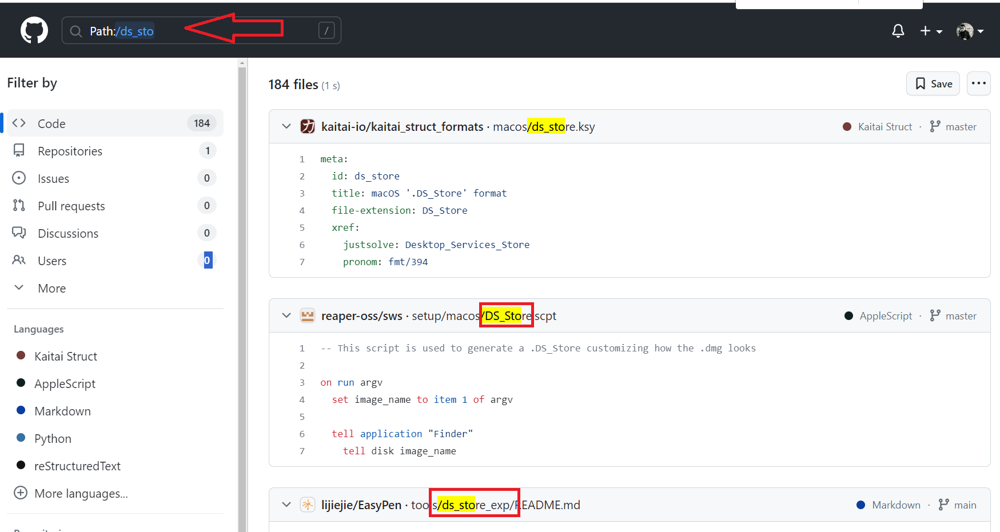 Path:/ds_sto
/
Filter by
Code 184
Repositories 1
Issues 0
Pull requests 0
Discussions 0
Users 0
More
Languages
Kaitai Struct
AppleScript
Markdown
Python
reStructuredText
More languages...
184 files (1 s)
Save
kaitai-io/kaitai_struct_formats · macos/ds_store.ksy
Kaitai Struct · master
1 meta:
2 id: ds_store
3 title: macOS '.DS_Store' format
4 file-extension: DS_Store
5 xref:
6 justsolve: Desktop_Services_Store
7 pronom: fmt/394
reaper-oss/sws · setup/macos/DS_Store.scpt
AppleScript · master
1 -- This script is used to generate a .DS_Store customizing how the .dmg looks
2
3 on run argv
4 set image_name to item 1 of argv
5
6 tell application "Finder"
7 tell disk image_name
lijiejie/EasyPen · tools/ds_store_exp/README.md
Markdown · main